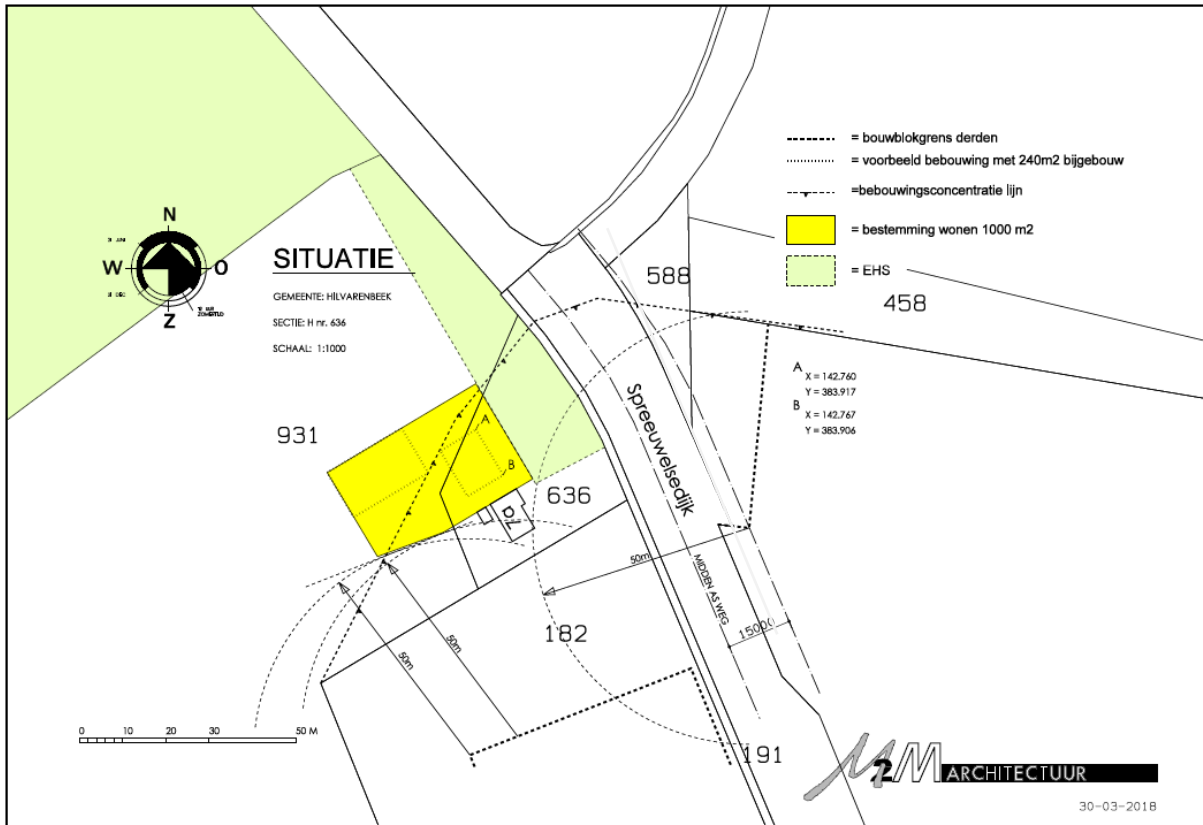 = bouwblokgrens derden
= voorbeeld bebouwing met 240m2 bijgebouw
=bebouwingsconcentratie lijn
= bestemming wonen 1000 m2
= EHS
N
W
O
Z
SITUATIE
GEMEENTE: HILVARENBEEK
SECTIE: H nr. 636
SCHAAL: 1:1000
588
458
A
X = 142.760
Y = 383.917
B
X = 142.767
Y = 383.906
Spreeuwelsedijk
931
A
B
636
7a
50m
MIDDEN AS WEG
15000
182
50m
50m
0 10 20 30 50 M
191
M2M ARCHITECTUUR
30-03-2018